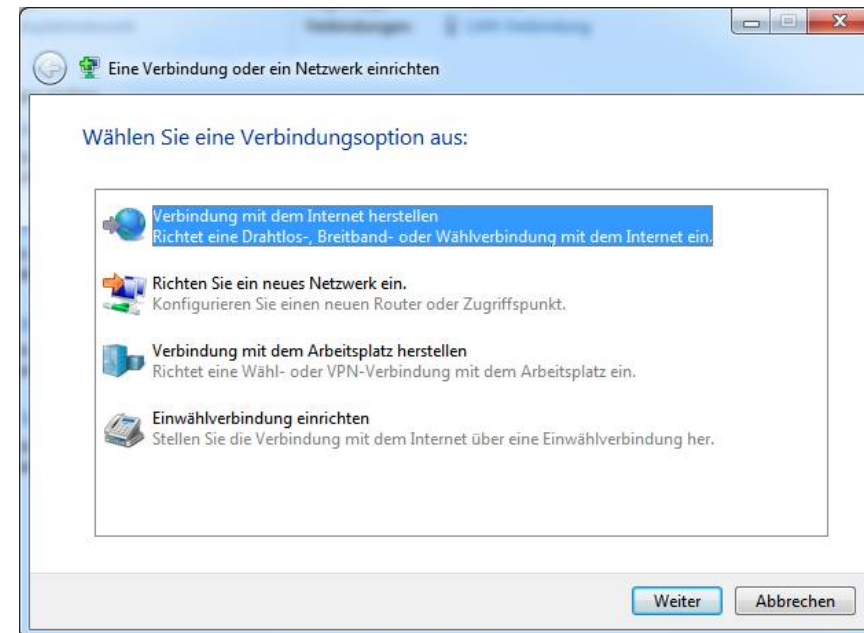 Eine Verbindung oder ein Netzwerk einrichten
Wählen Sie eine Verbindungsoption aus:
Verbindung mit dem Internet herstellen
Richtet eine Drahtlos-, Breitband- oder Wählverbindung mit dem Internet ein.
Richten Sie ein neues Netzwerk ein.
Konfigurieren Sie einen neuen Router oder Zugriffspunkt.
Verbindung mit dem Arbeitsplatz herstellen
Richtet eine Wähl- oder VPN-Verbindung mit dem Arbeitsplatz ein.
Einwählverbindung einrichten
Stellen Sie die Verbindung mit dem Internet über eine Einwählverbindung her.
Weiter Abbrechen